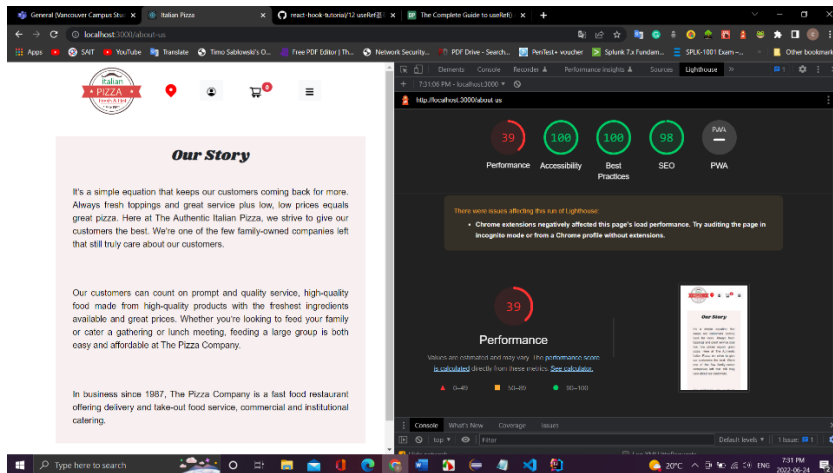 General (Vancouver Campus Stu
Italian Pizza
react-hook-tutorial/12 useRef
The Complete Guide to useRef()
localhost:3000/about-us
Apps
SAIT
YouTube
Translate
Timo Sablowski's O...
Free PDF Editor | Th...
Network Security...
PDF Drive - Search...
PenTest+ voucher
Splunk 7.x Fundam...
SPLK-1001 Exam –...
Other bookmark
Elements
Console
Recorder
Performance insights
Sources
Lighthouse
7:31:06 PM - localhost:3000
http://localhost:3000/about-us
italian
PIZZA
0
39
100
100
98
PWA
Performance
Accessibility
Best
Practices
SEO
PWA
There were issues affecting this run of Lighthouse:
Chrome extensions negatively affected this page's load performance. Try auditing the page in
incognito mode or from a Chrome profile without extensions.
Our Story
It's a simple equation that keeps our customers coming back for more.
Always fresh toppings and great service plus low, low prices equals
great pizza. Here at The Authentic Italian Pizza, we strive to give our
customers the best. We're one of the few family-owned companies left
that still truly care about our customers.
Our customers can count on prompt and quality service, high-quality
food made from high-quality products with the freshest ingredients
available and great prices. Whether you're looking to feed your family
or cater a gathering or lunch meeting, feeding a large group is both
easy and affordable at The Pizza Company.
In business since 1987, The Pizza Company is a fast food restaurant
offering delivery and take-out food service, commercial and institutional
catering.
39
Performance
Values are estimated and may vary. The performance score
is calculated directly from these metrics. See calculator.
0–49
50–89
90–100
Our Story
Console
What's New
Coverage
Issues
top
Filter
Default levels
1 Issue: 1
Type here to search
20°C
ENG
7:31 PM
2022-06-24